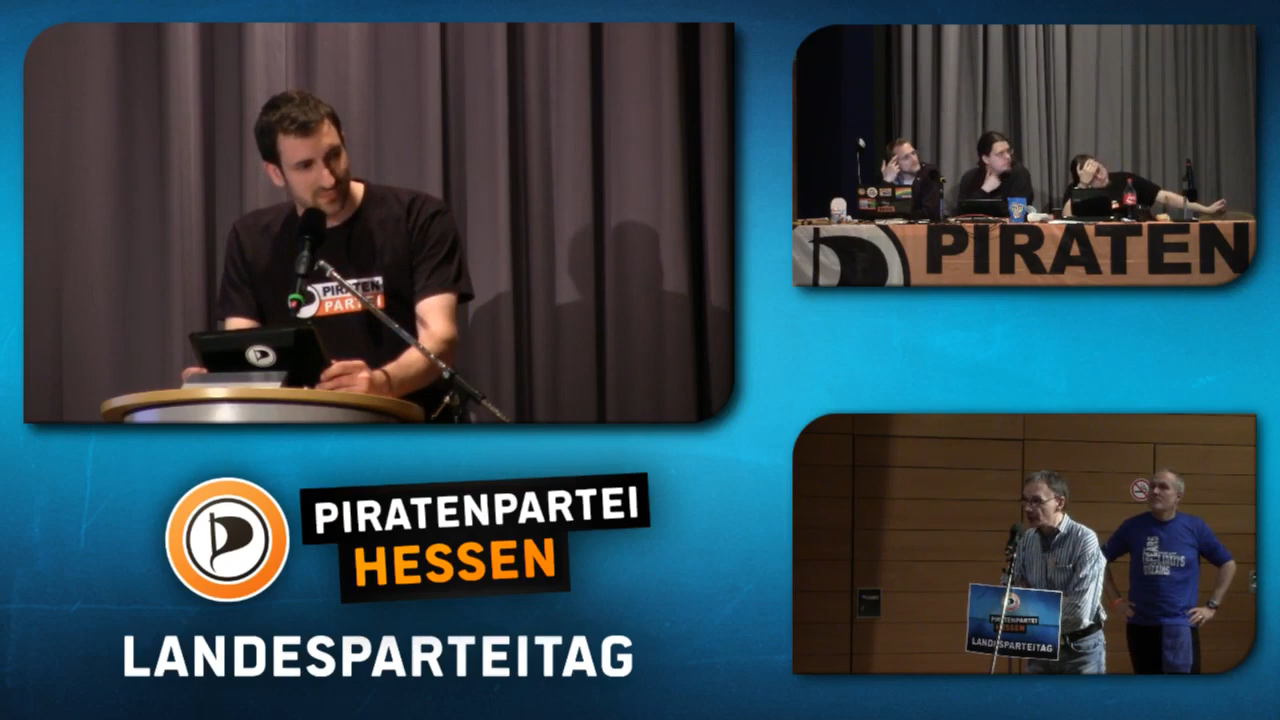 PIRATEN
PARTEI
PIRATEN
PIRATENPARTEI
HESSEN
LANDESPARTEITAG
PIRATENPARTEI
HESSEN
LANDESPARTEITAG